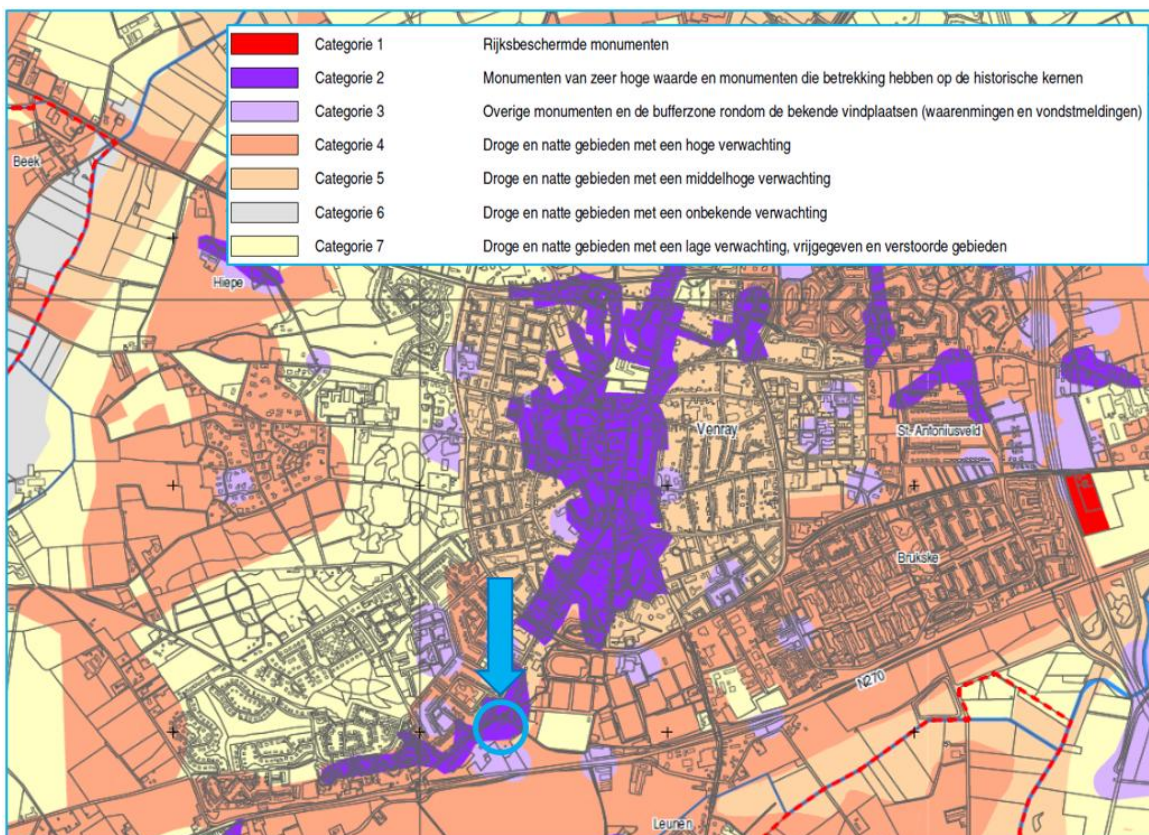 Categorie 1 Rijksbeschermde monumenten
Categorie 2 Monumenten van zeer hoge waarde en monumenten die betrekking hebben op de historische kernen
Categorie 3 Overige monumenten en de bufferzone rondom de bekende vindplaatsen (waarenmingen en vondstmeldingen)
Categorie 4 Droge en natte gebieden met een hoge verwachting
Categorie 5 Droge en natte gebieden met een middelhoge verwachting
Categorie 6 Droge en natte gebieden met een onbekende verwachting
Categorie 7 Droge en natte gebieden met een lage verwachting, vrijgegeven en verstoorde gebieden
Beek
Hiepe
Venray
St. Antoniusveld
Brukske
N270
Leunen